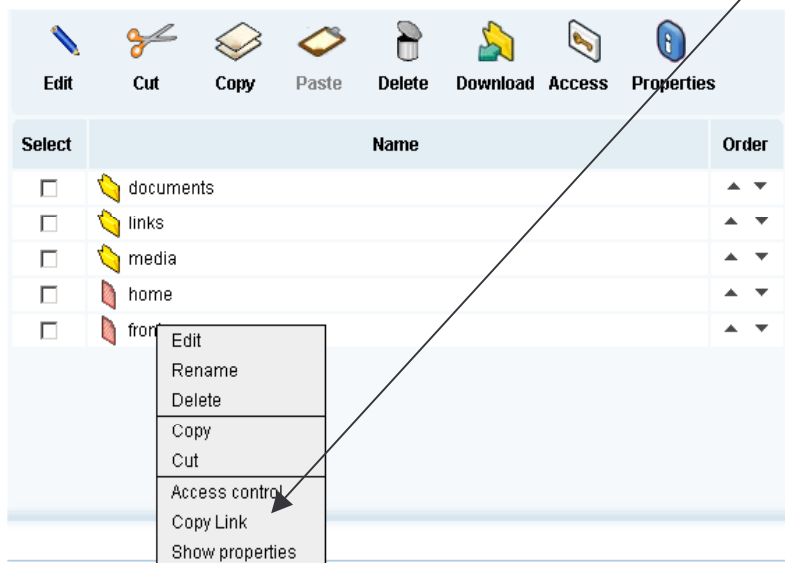 Edit Cut Copy Paste Delete Download Access Properties
Select Name Order
documents
links
media
home
Edit
Rename
Delete
Copy
Cut
Access control
Copy Link
Show properties